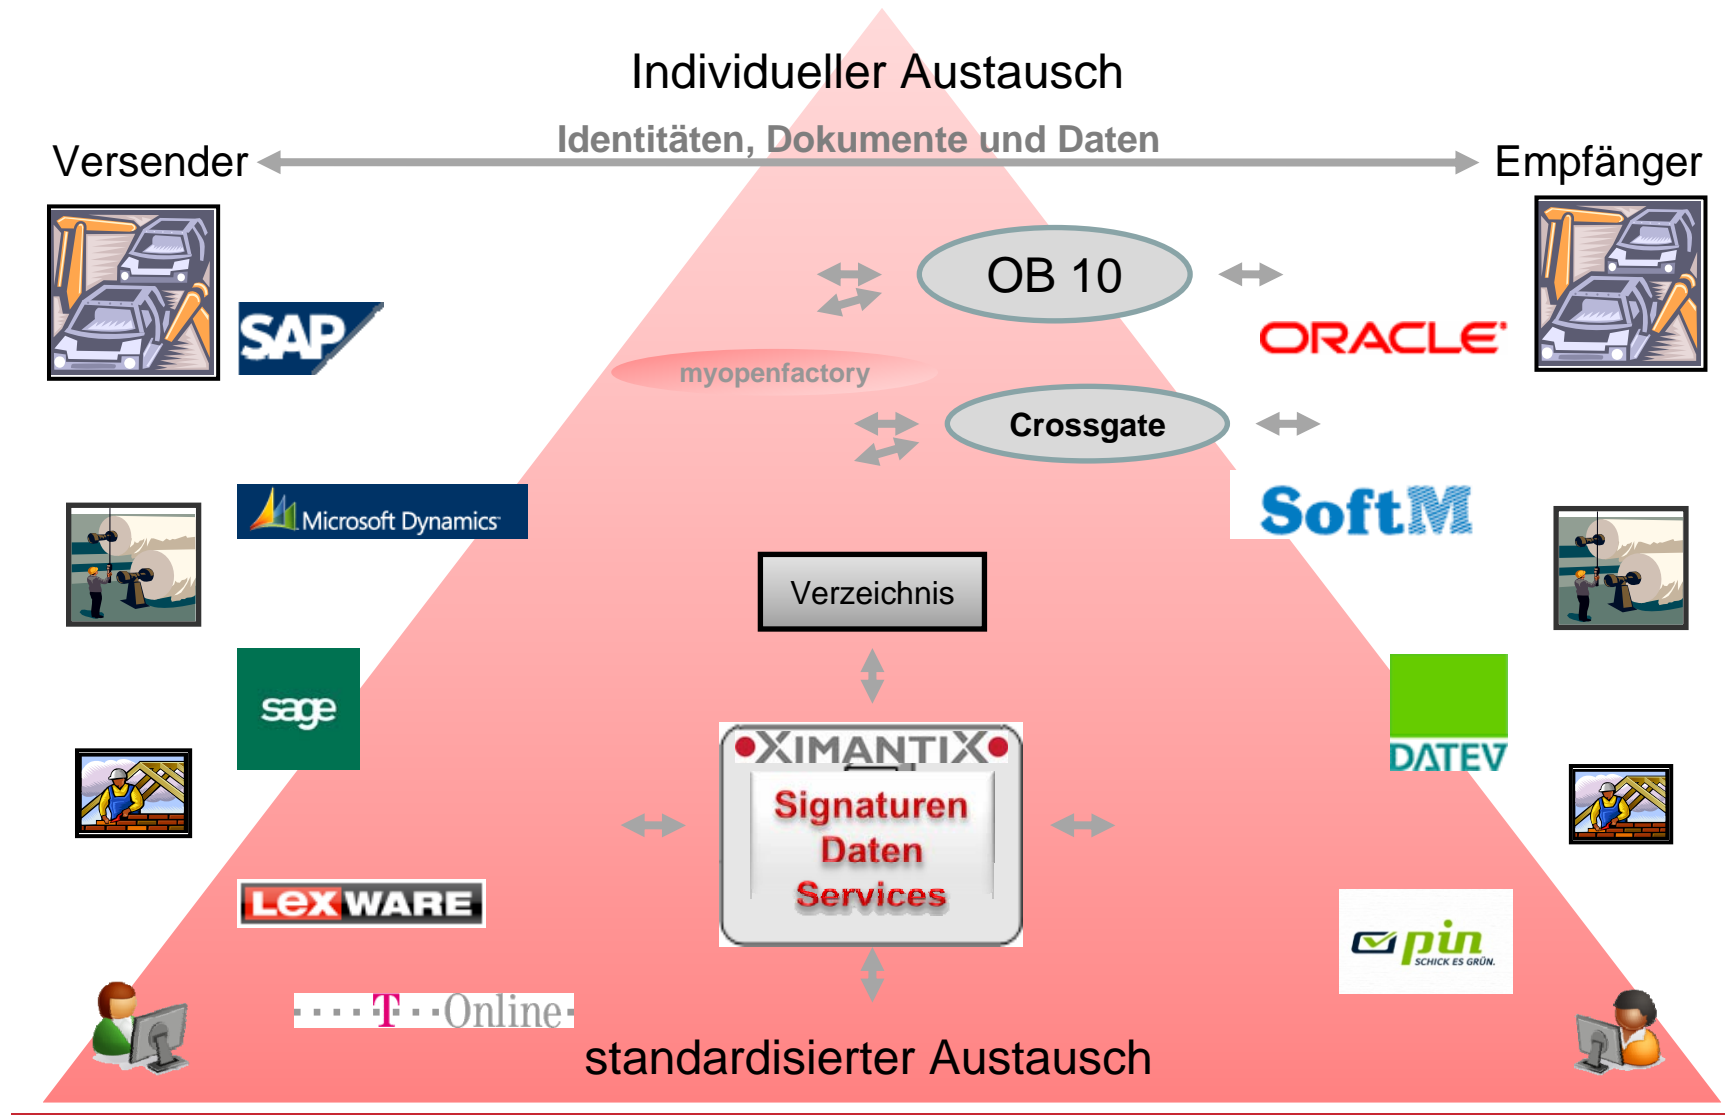 Individueller Austausch
Identitäten, Dokumente und Daten
Versender
Empfänger
OB 10
SAP
ORACLE
myopenfactory
Crossgate
Microsoft Dynamics
SoftM
Verzeichnis
sage
XIMANTIX
DATEV
Signaturen
Daten
Services
LEXWARE
pin
SCHICK ES GRÜN.
T Online
standardisierter Austausch